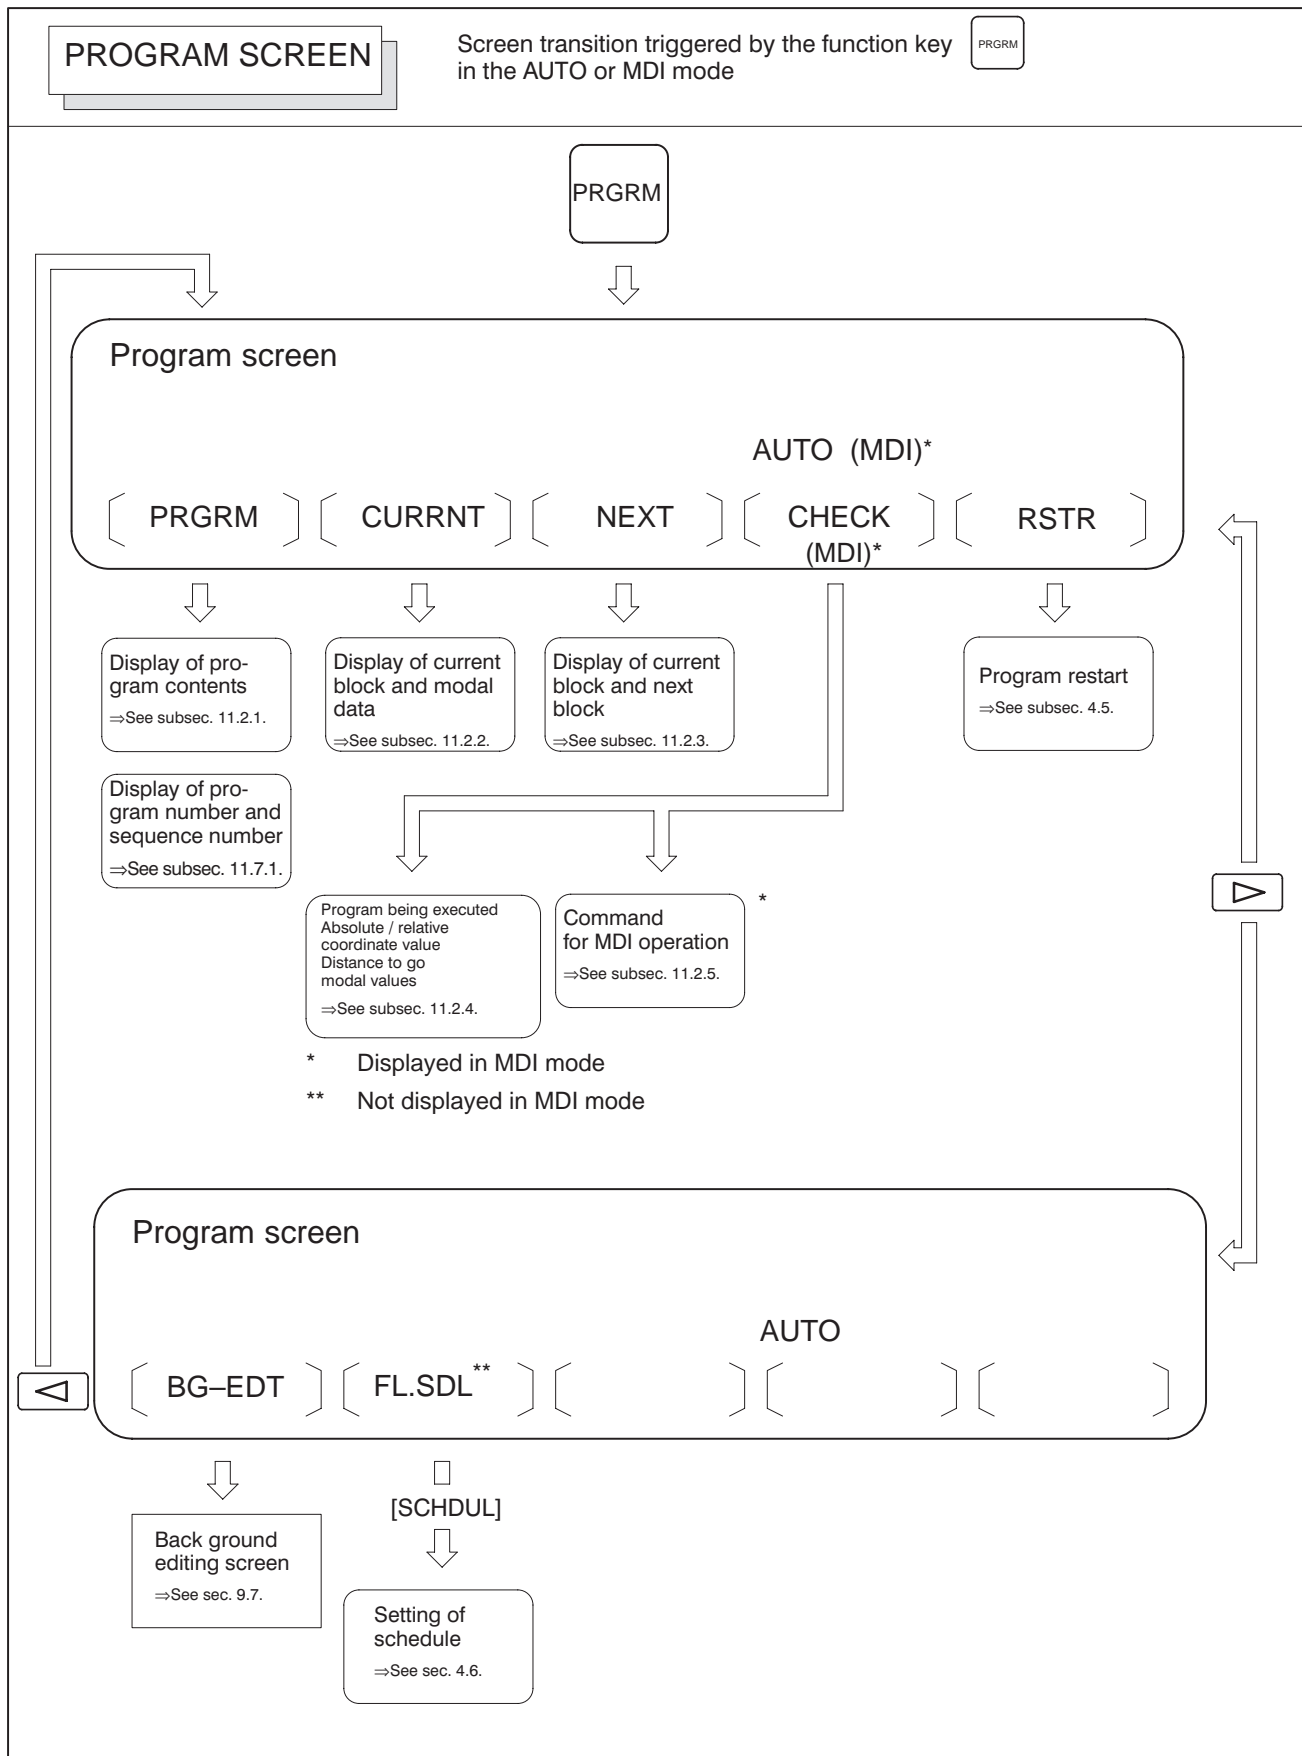 PROGRAM SCREEN
Screen transition triggered by the function key
in the AUTO or MDI mode
PRGRM
PRGRM
Program screen
AUTO (MDI)*
PRGRM
CURRNT
NEXT
CHECK
(MDI)*
RSTR
Display of pro-
gram contents
⇒See subsec. 11.2.1.
Display of current
block and modal
data
⇒See subsec. 11.2.2.
Display of current
block and next
block
⇒See subsec. 11.2.3.
Program restart
⇒See subsec. 4.5.
Display of pro-
gram number and
sequence number
⇒See subsec. 11.7.1.
Program being executed
Absolute / relative
coordinate value
Distance to go
modal values
⇒See subsec. 11.2.4.
Command
for MDI operation
⇒See subsec. 11.2.5.
*
* Displayed in MDI mode
** Not displayed in MDI mode
Program screen
AUTO
BG–EDT
FL.SDL**
[SCHDUL]
Back ground
editing screen
⇒See sec. 9.7.
Setting of
schedule
⇒See sec. 4.6.